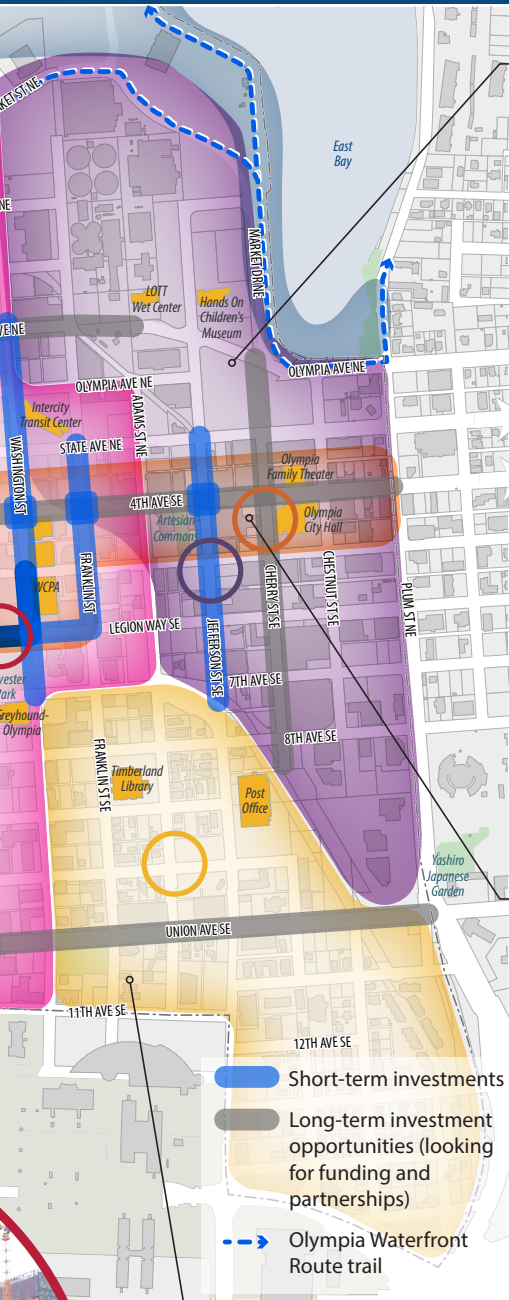 East
Bay
MARKET DR NE
LOTT
Wet Center
Hands On
Children's
Museum
OLYMPIA AVE NE
OLYMPIA AVE NE
Intercity
Transit Center
ADAMS ST NE
STATE AVE NE
WASHINGTON ST
Olympia
Family Theater
4TH AVE SE
Artesian
Commons
Olympia
City Hall
WCPA
FRANKLIN ST
CHERRY ST SE
CHESTNUT ST SE
PLUM ST NE
LEGION WAY SE
JEFFERSON ST SE
7TH AVE SE
Greyhound-
Olympia
8TH AVE SE
FRANKLIN ST SE
Timberland
Library
Post
Office
Yashiro
Japanese
Garden
UNION AVE SE
11TH AVE SE
12TH AVE SE
Short-term investments
Long-term investment
opportunities (looking
for funding and
partnerships)
Olympia Waterfront
Route trail